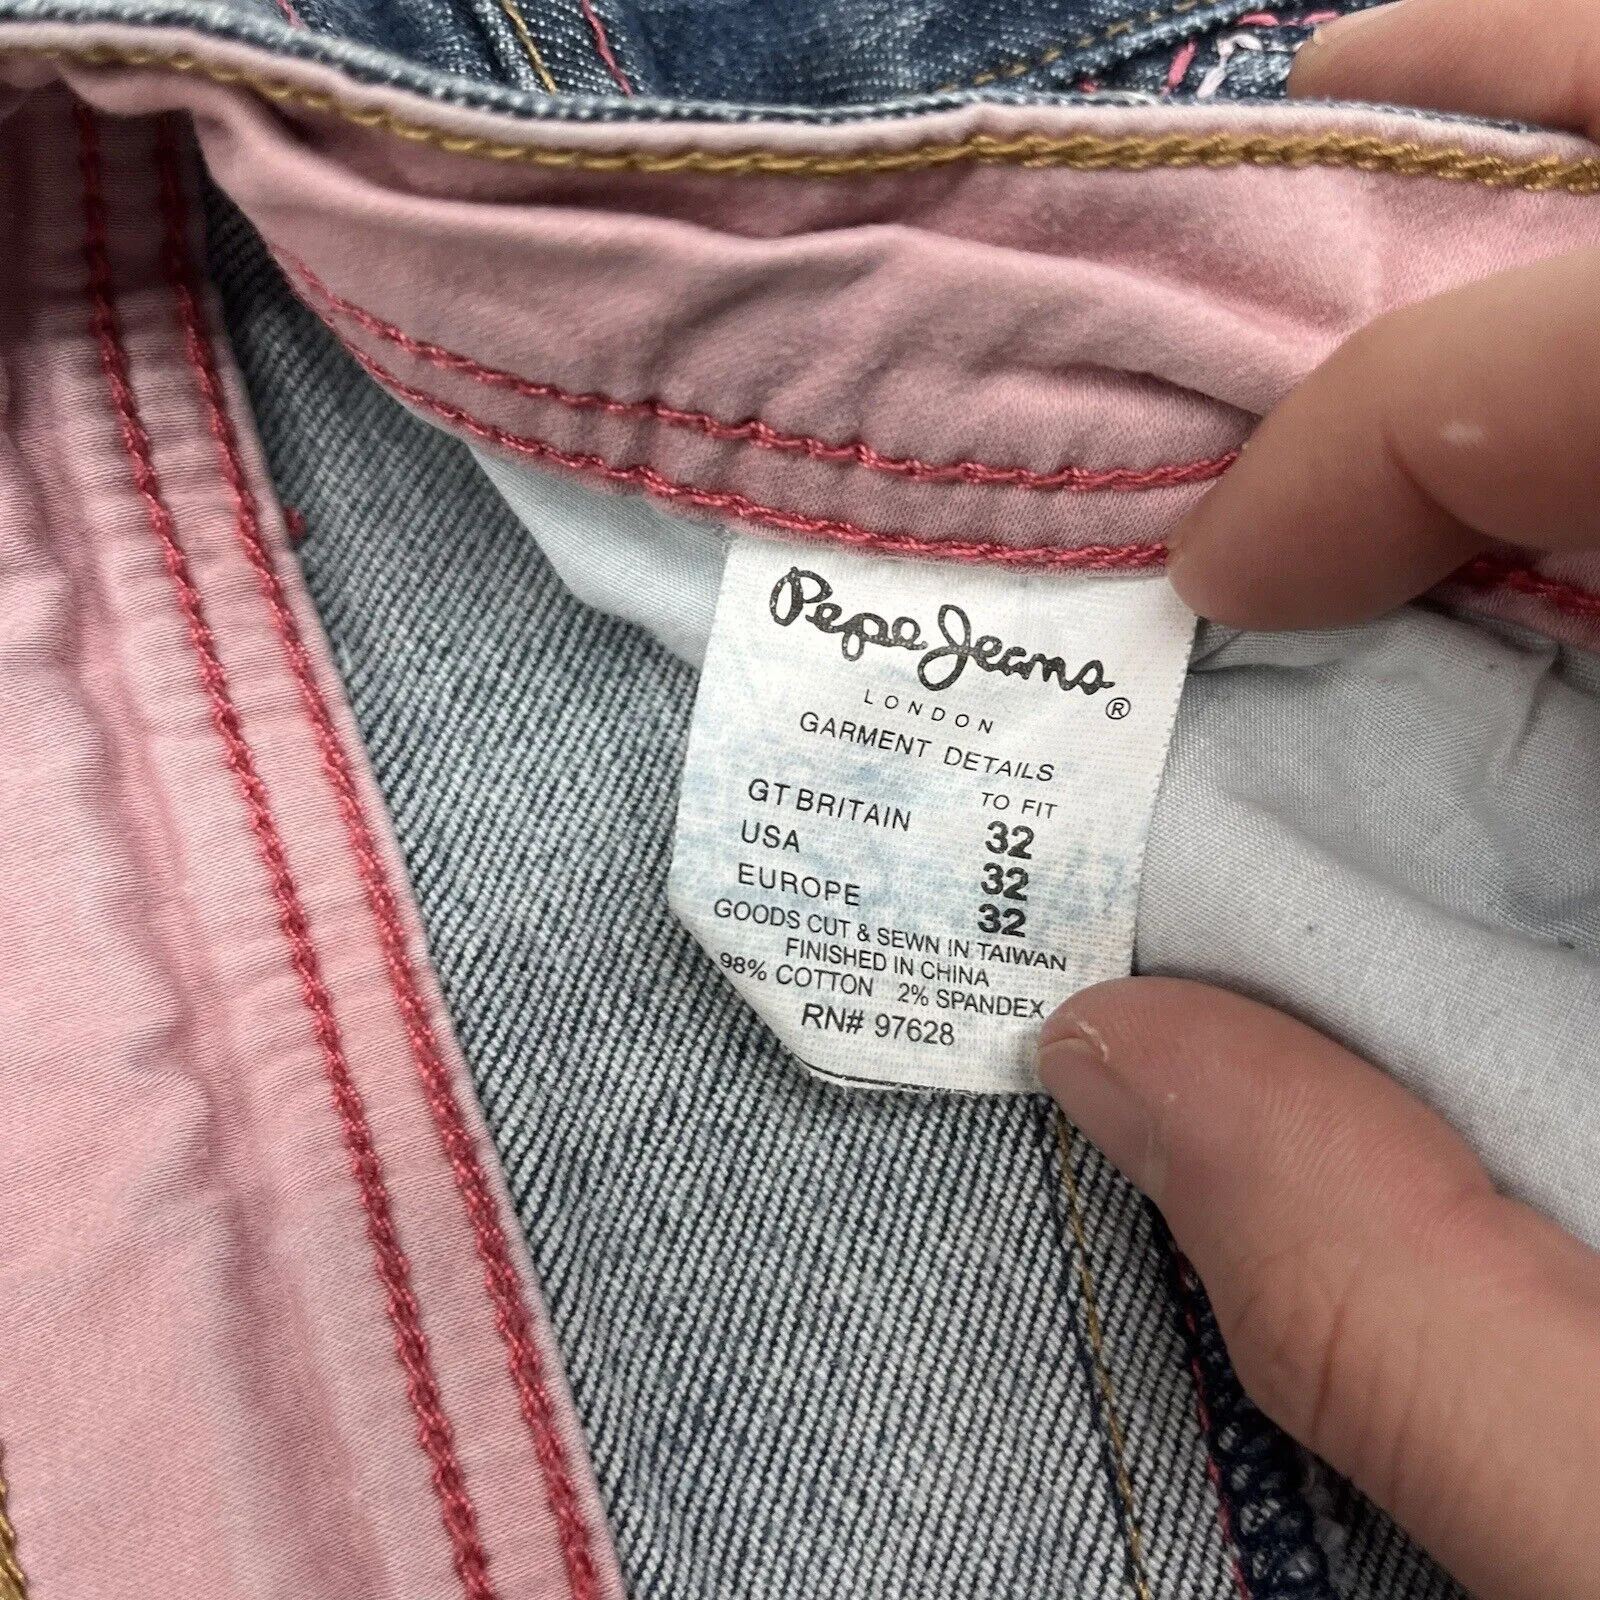 Pepe Jeans ®
LONDON
GARMENT DETAILS
TO FIT
GT BRITAIN 32
USA 32
EUROPE 32
GOODS CUT & SEWN IN TAIWAN
FINISHED IN CHINA
98% COTTON 2% SPANDEX
RN# 97628